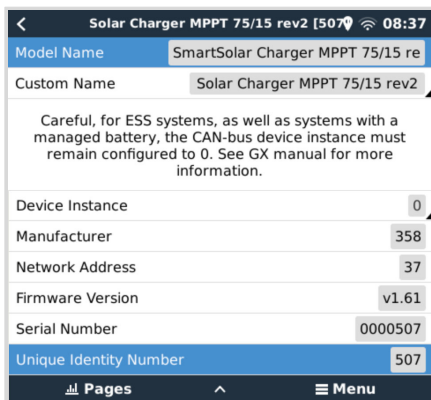 Solar Charger MPPT 75/15 rev2 [507 08:37
Model Name SmartSolar Charger MPPT 75/15 re
Custom Name Solar Charger MPPT 75/15 rev2
Careful, for ESS systems, as well as systems with a
managed battery, the CAN-bus device instance must
remain configured to 0. See GX manual for more
information.
Device Instance 0
Manufacturer 358
Network Address 37
Firmware Version v1.61
Serial Number 0000507
Unique Identity Number 507
Pages Menu